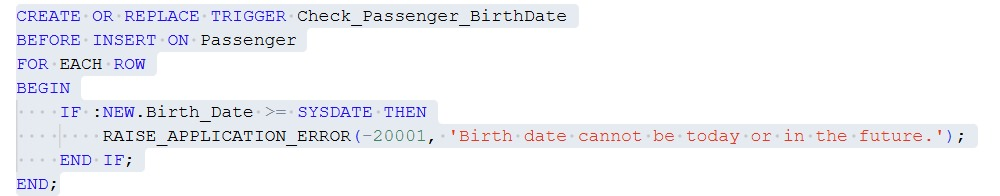 CREATE OR REPLACE TRIGGER Check_Passenger_BirthDate
BEFORE INSERT ON Passenger
FOR EACH ROW
BEGIN
    IF :NEW.Birth_Date >= SYSDATE THEN
        RAISE_APPLICATION_ERROR(-20001, 'Birth date cannot be today or in the future.');
    END IF;
END;